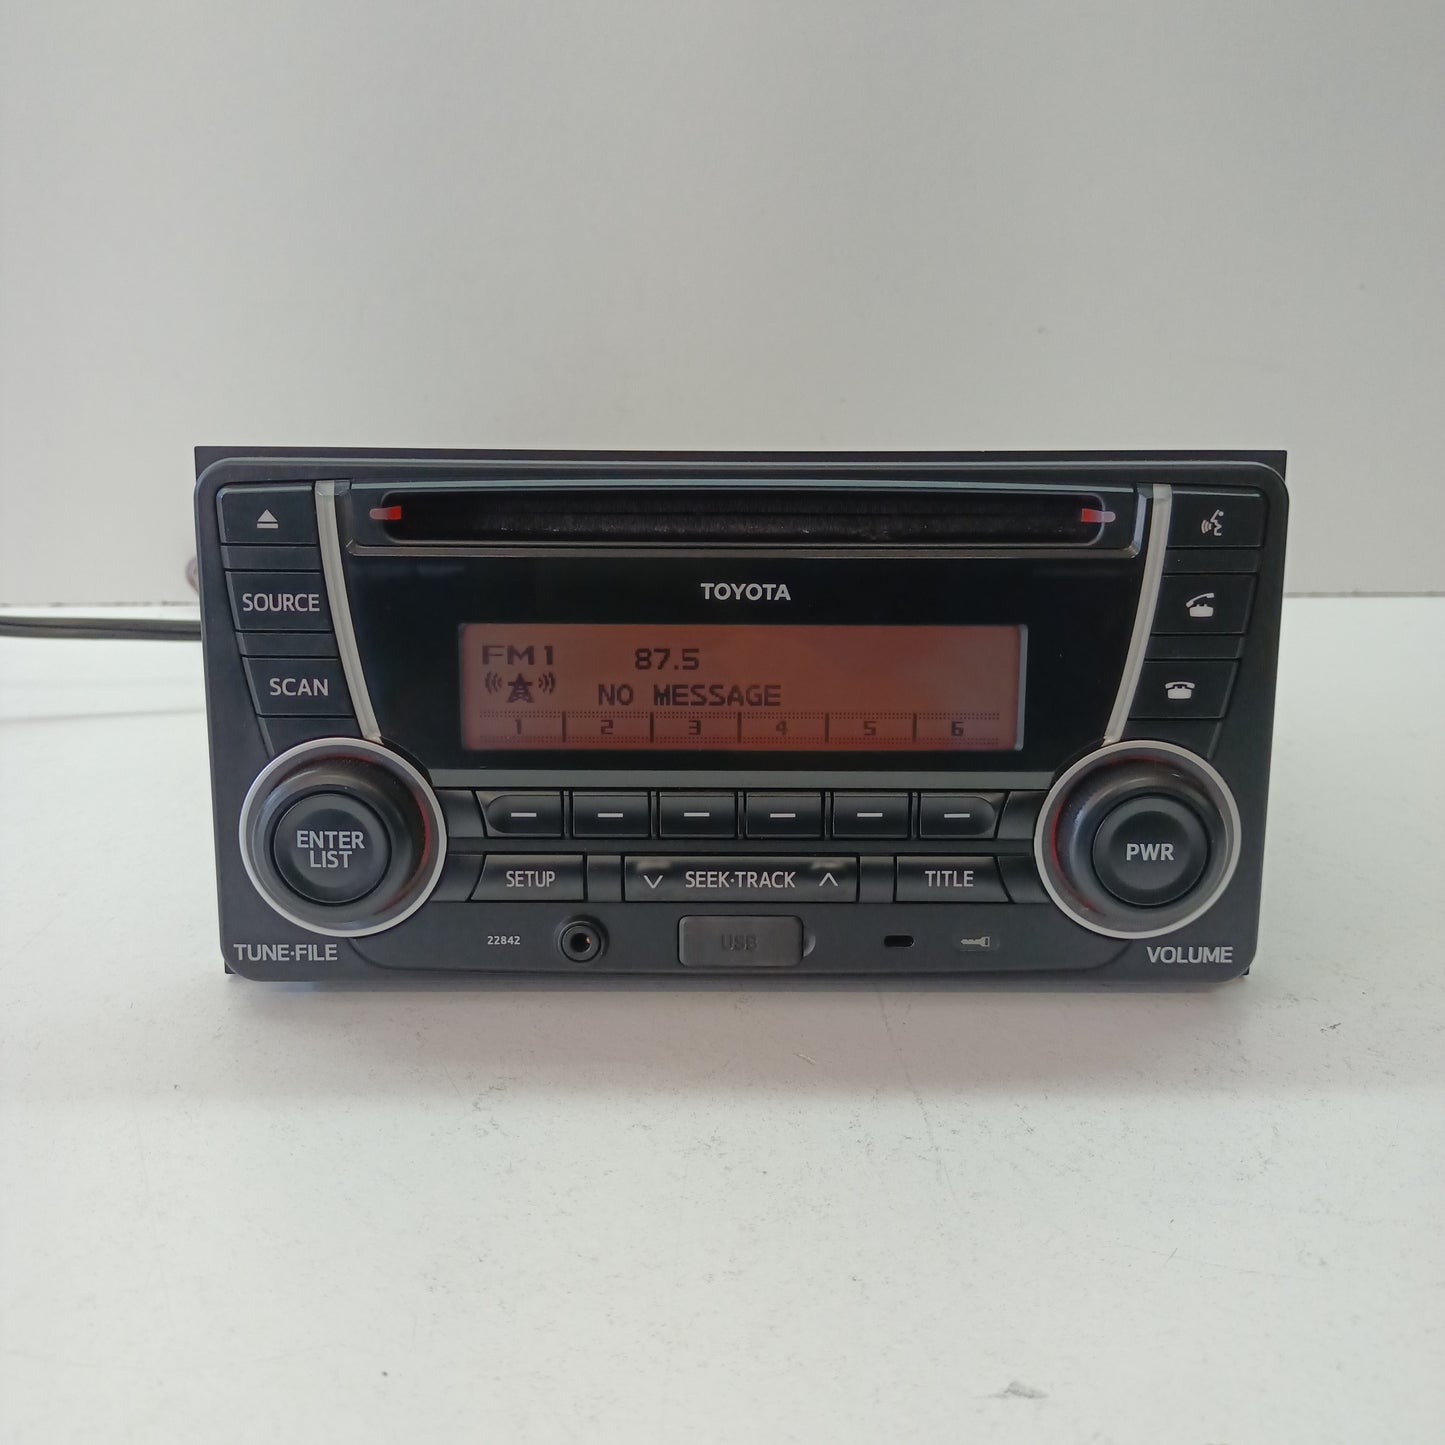 TOYOTA
SOURCE
SCAN
FM1 87.5
NO MESSAGE
1 2 3 4 5 6
ENTER
LIST
PWR
SETUP
SEEK·TRACK
TITLE
22842
USB
TUNE·FILE
VOLUME